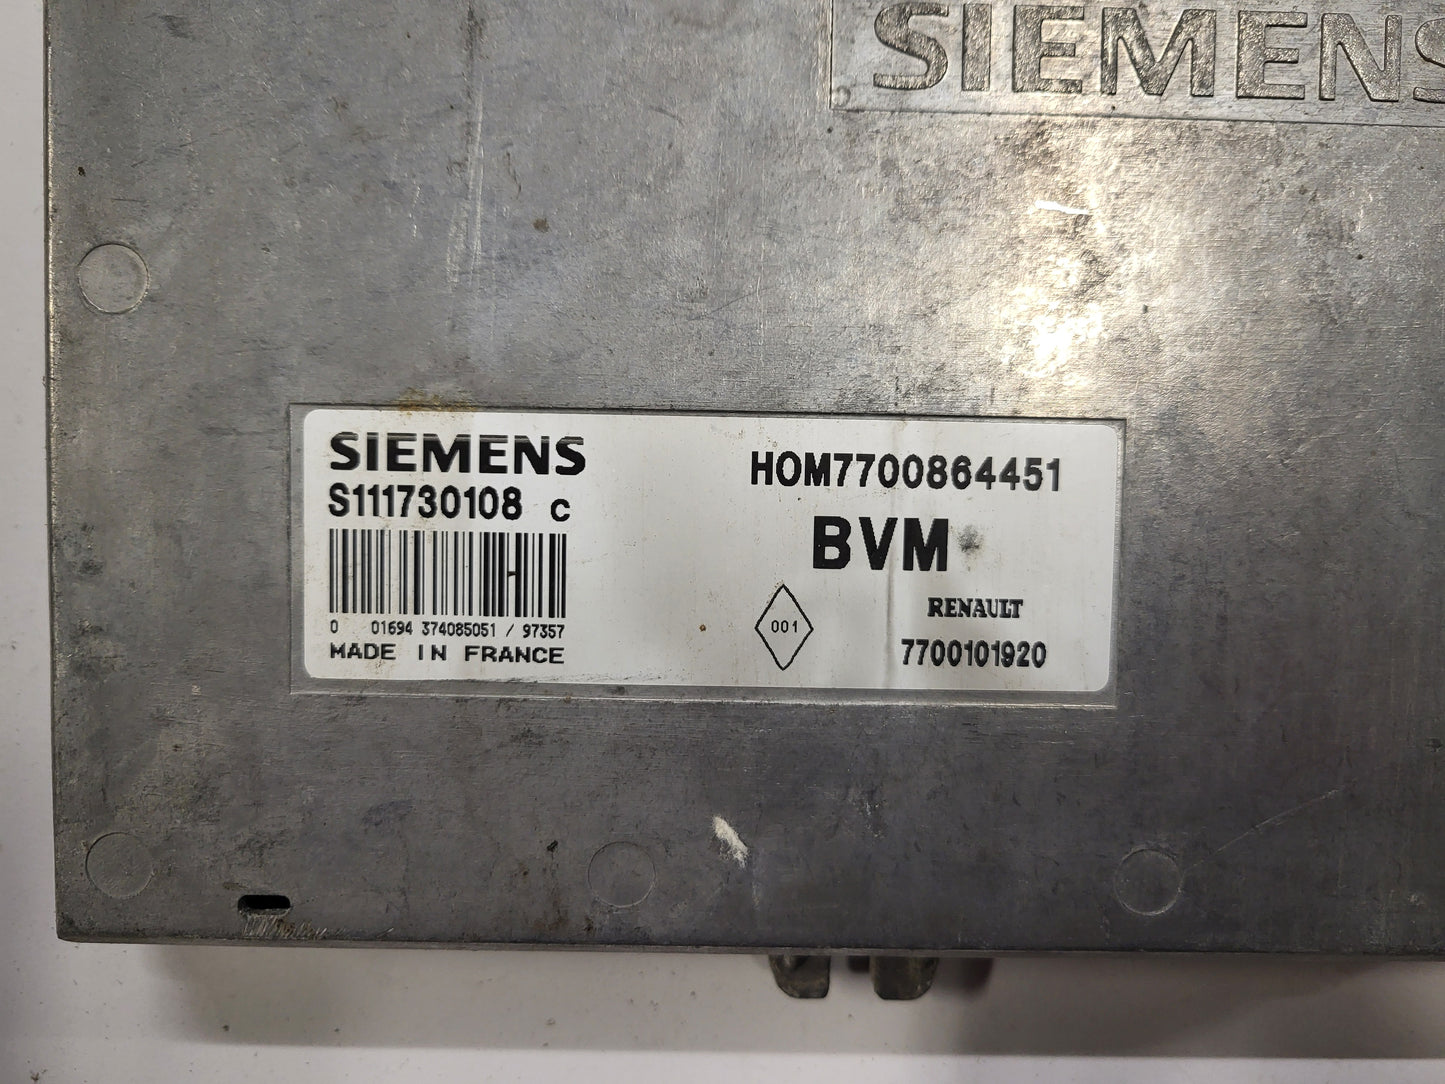 SIEMENS
SIEMENS
S111730108 C
0 01694 374085051 / 97357
MADE IN FRANCE
HOM7700864451
BVM
001
RENAULT
7700101920